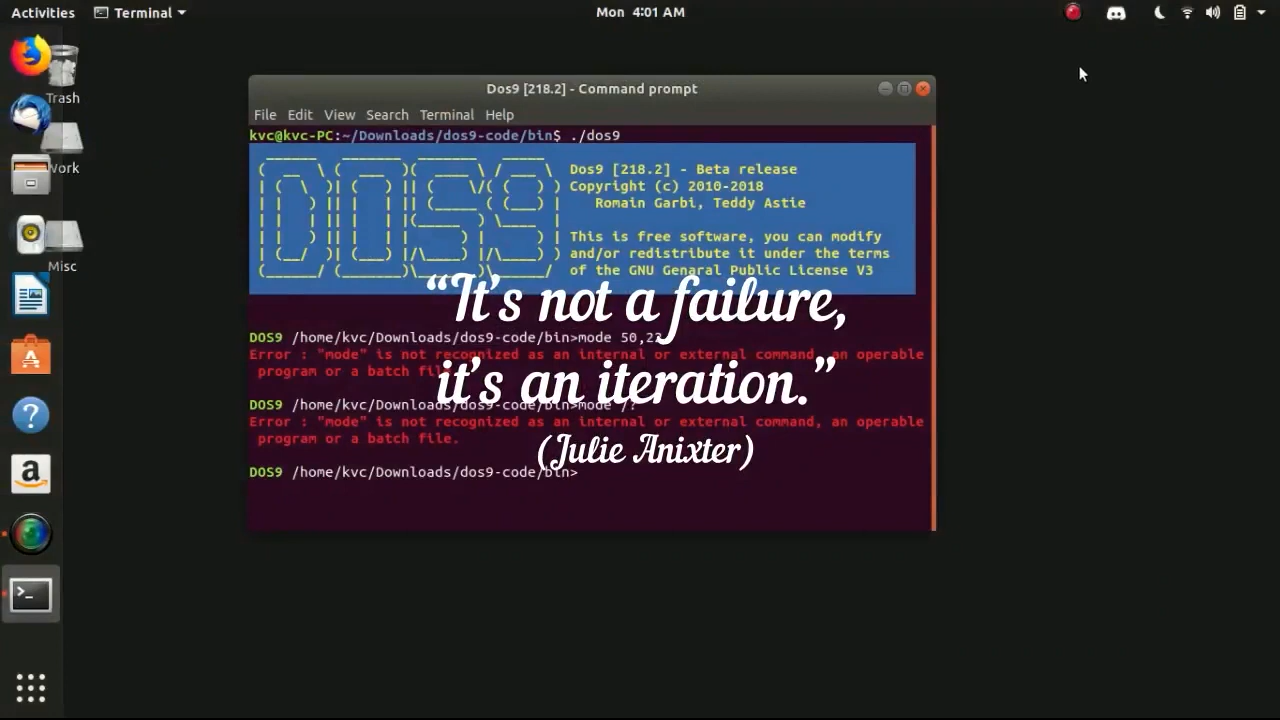 Activities Terminal Mon 4:01 AM
Trash
Work
Misc
Dos9 [218.2] - Command prompt
File Edit View Search Terminal Help
kvc@kvc-PC:~/Downloads/dos9-code/bin$ ./dos9
DOS9
Dos9 [218.2] - Beta release
Copyright (c) 2010-2018
Romain Garbi, Teddy Astie
This is free software, you can modify
and/or redistribute it under the terms
of the GNU Genaral Public License V3
DOS9 /home/kvc/Downloads/dos9-code/bin>mode 50,23
Error : "mode" is not recognized as an internal or external command, an operable
program or a batch file.
DOS9 /home/kvc/Downloads/dos9-code/bin>mode /?
Error : "mode" is not recognized as an internal or external command, an operable
program or a batch file.
DOS9 /home/kvc/Downloads/dos9-code/bin>
“It’s not a failure,
it’s an iteration.”
(Julie Anixter)